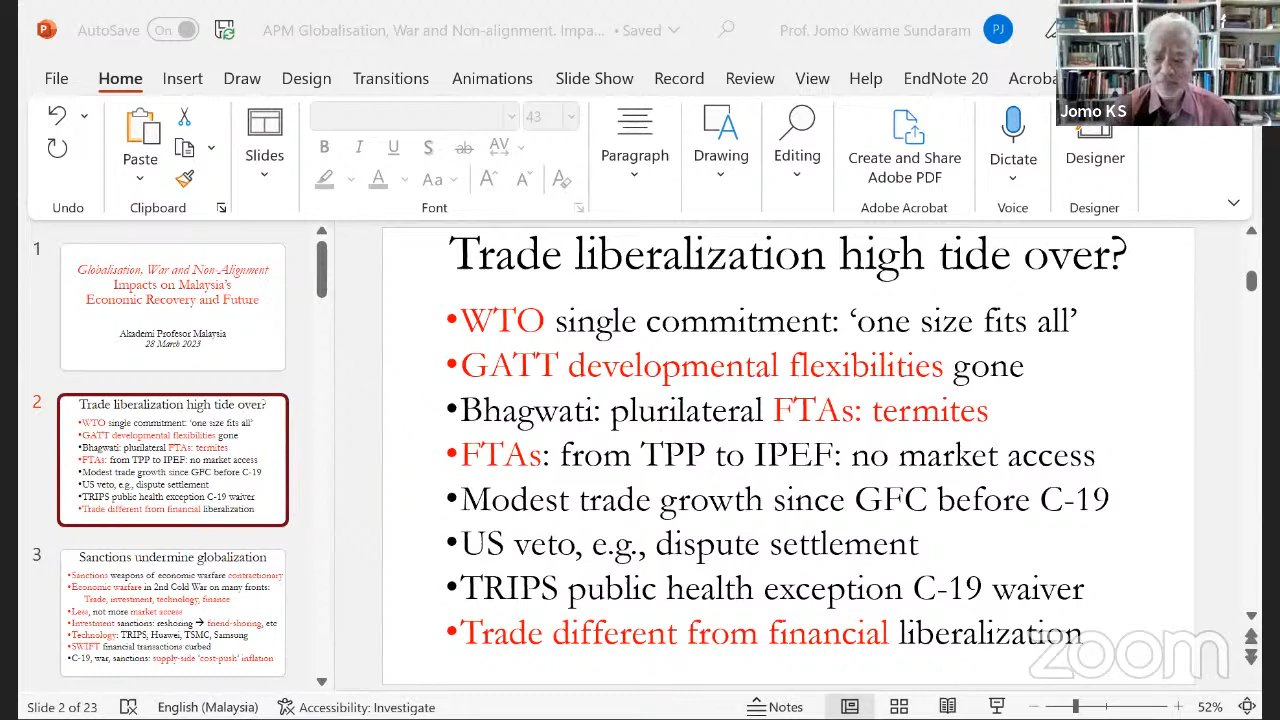 AutoSave On APM Globalis War and Non-alignment. Prepa... • Saved Prof. Jomo Kwame Sundaram PJ
File Home Insert Draw Design Transitions Animations Slide Show Record Review View Help EndNote 20 Acroba
Jomo KS
43
Paste Slides Paragraph Drawing Editing Create and Share Adobe PDF Dictate Designer
Undo Clipboard Font Adobe Acrobat Voice Designer
1
Globalisation, War and Non-Alignment
Impacts on Malaysia's
Economic Recovery and Future
Akademi Profesor Malaysia
28 March 2023
2
Trade liberalization high tide over?
•WTO single commitment: 'one size fits all'
•GATT developmental flexibilities gone
•Bhagwati: plurilateral FTAs: termites
•FTAs: from TPP to IPEF: no market access
•Modest trade growth since GFC before C-19
•US veto, e.g., dispute settlement
•TRIPS public health exception C-19 waiver
•Trade different from financial liberalization
3
Sanctions undermine globalization
•Sanctions weapons of economic warfare contractionary
•Economic warfare in 2nd Cold War on many fronts:
Trade, investment, technology, finance
•Less, not more market access
•Investment sanctions: reshoring → friend-shoring, etc
•Technology: TRIPS, Huawei, TSMC, Samsung
•SWIFT financial transactions curbed
•C-19, war, sanctions: supply-side 'cost-push' inflation
Trade liberalization high tide over?
•WTO single commitment: 'one size fits all'
•GATT developmental flexibilities gone
•Bhagwati: plurilateral FTAs: termites
•FTAs: from TPP to IPEF: no market access
•Modest trade growth since GFC before C-19
•US veto, e.g., dispute settlement
•TRIPS public health exception C-19 waiver
•Trade different from financial liberalization
zoom
Slide 2 of 23 English (Malaysia) Accessibility: Investigate Notes 52%